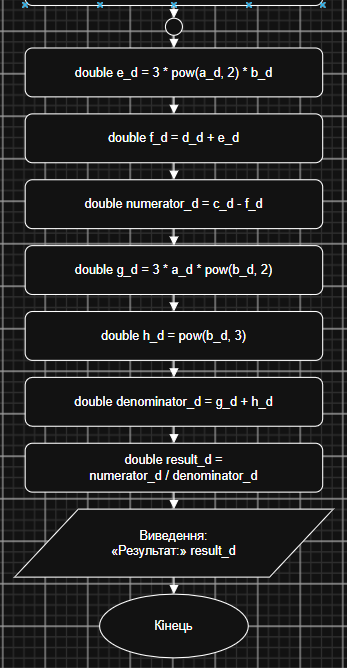 double e_d = 3 * pow(a_d, 2) * b_d
double f_d = d_d + e_d
double numerator_d = c_d - f_d
double g_d = 3 * a_d * pow(b_d, 2)
double h_d = pow(b_d, 3)
double denominator_d = g_d + h_d
double result_d =
numerator_d / denominator_d
Виведення:
«Результат:» result_d
Кінець